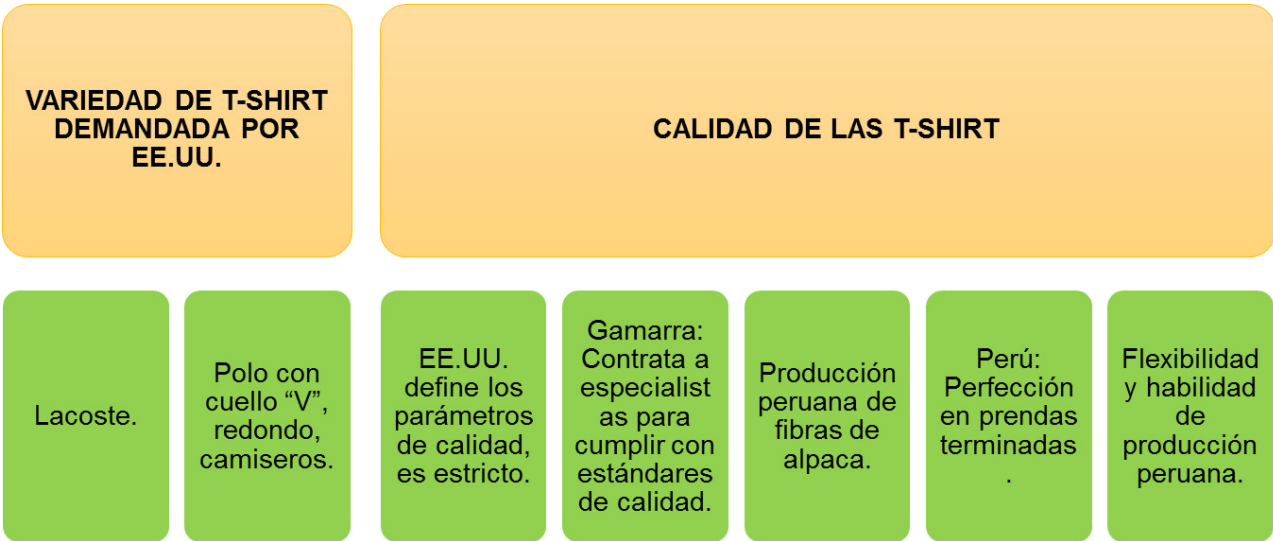 VARIEDAD DE T-SHIRT
DEMANDADA POR
EE.UU.
CALIDAD DE LAS T-SHIRT
Lacoste.
Polo con
cuello “V”,
redondo,
camiseros.
EE.UU.
define los
parámetros
de calidad,
es estricto.
Gamarra:
Contrata a
especialist
as para
cumplir con
estándares
de calidad.
Producción
peruana de
fibras de
alpaca.
Perú:
Perfección
en prendas
terminadas
.
Flexibilidad
y habilidad
de
producción
peruana.